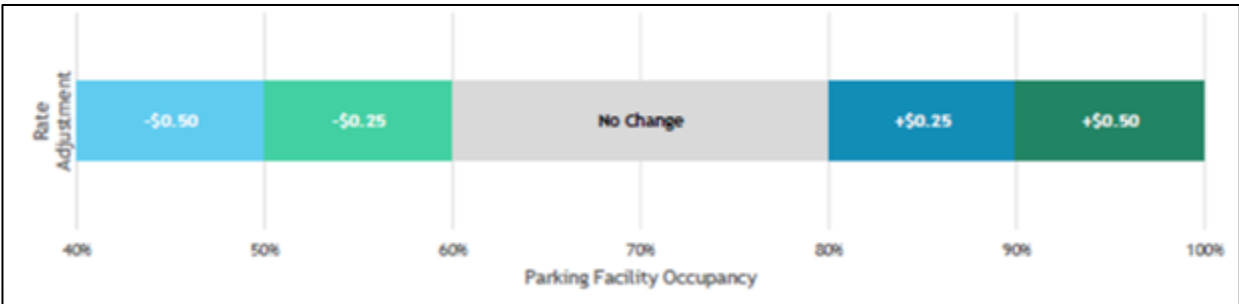 Rate
Adjustment
-$0.50 -$0.25 No Change +$0.25 +$0.50
40% 50% 60% 70% 80% 90% 100%
Parking Facility Occupancy